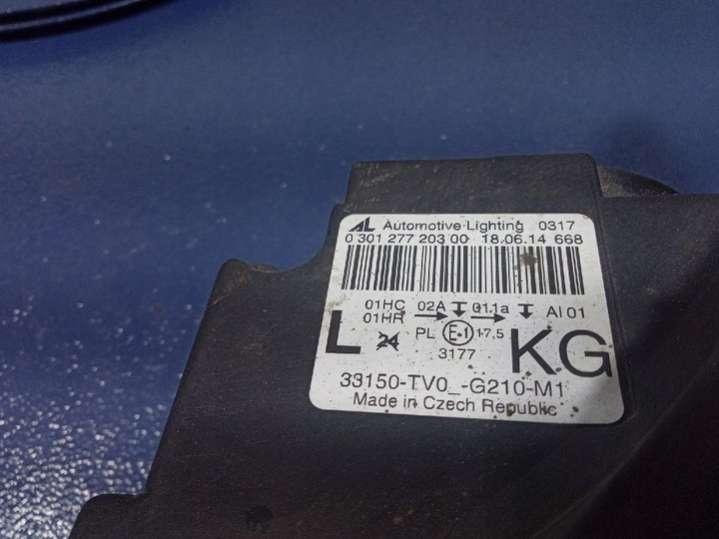 AL Automotive Lighting 0317
0 301 277 203 00 18.06.14 668
01HC 02A 01.1a AI 01
01HR
L 24 PL E1 17,5 KG
3177
33150-TV0_-G210-M1
Made in Czech Republic